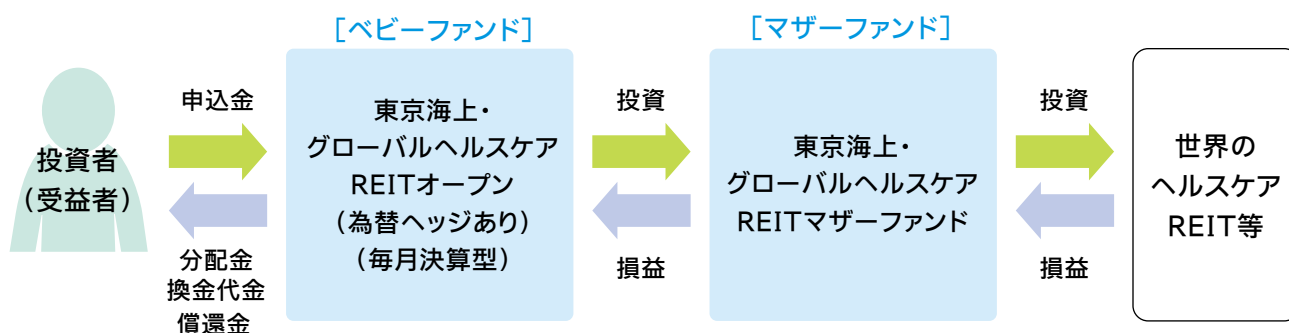 [ベビーファンド]
[マザーファンド]
投資者
(受益者)
申込金
分配金
換金代金
償還金
東京海上・
グローバルヘルスケア
REITオープン
(為替ヘッジあり)
(毎月決算型)
投資
損益
東京海上・
グローバルヘルスケア
REITマザーファンド
投資
損益
世界の
ヘルスケア
REIT等